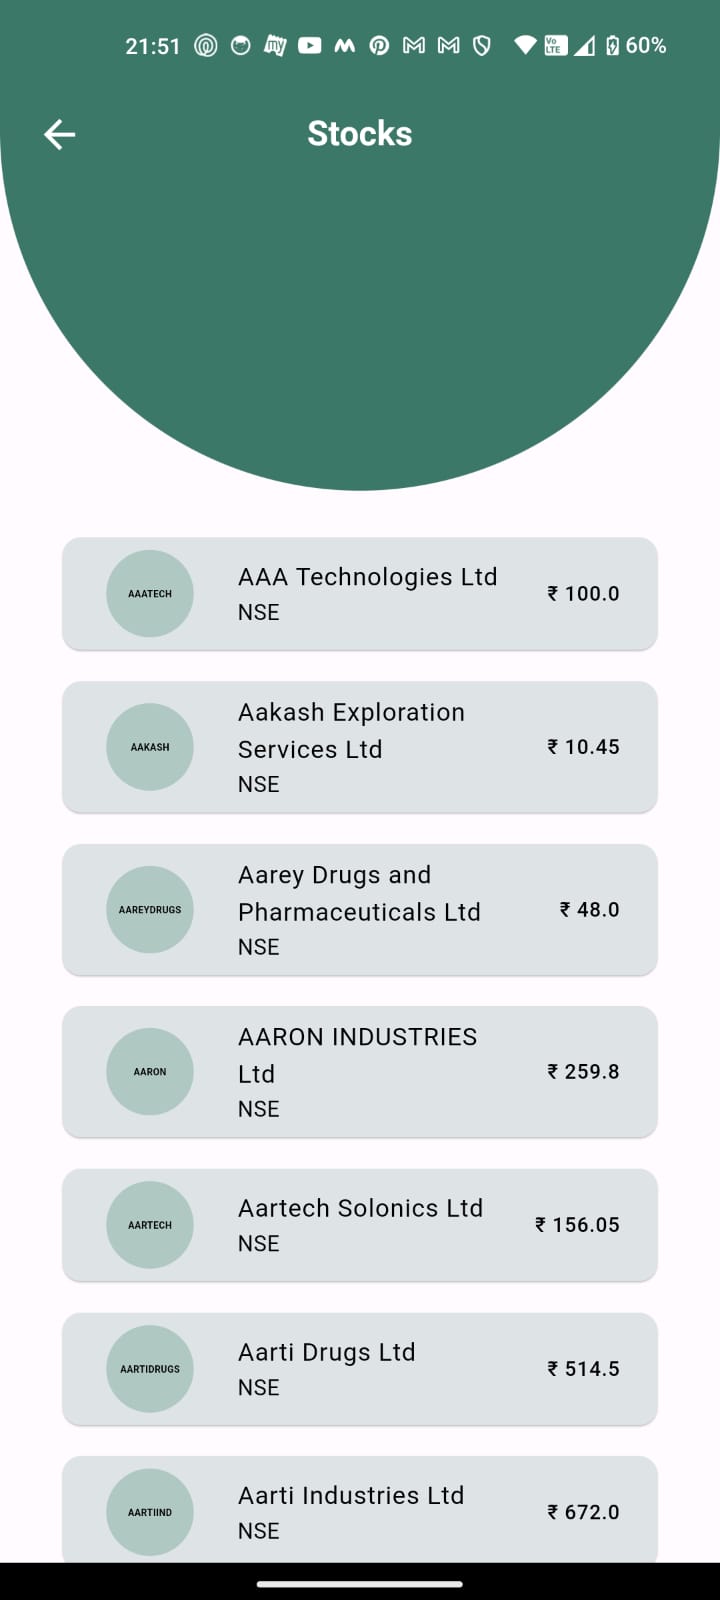 21:51 60%
Stocks
AAATECH
AAA Technologies Ltd
NSE
₹ 100.0
AAKASH
Aakash Exploration
Services Ltd
NSE
₹ 10.45
AAREYDRUGS
Aarey Drugs and
Pharmaceuticals Ltd
NSE
₹ 48.0
AARON
AARON INDUSTRIES
Ltd
NSE
₹ 259.8
AARTECH
Aartech Solonics Ltd
NSE
₹ 156.05
AARTIDRUGS
Aarti Drugs Ltd
NSE
₹ 514.5
AARTIIND
Aarti Industries Ltd
NSE
₹ 672.0